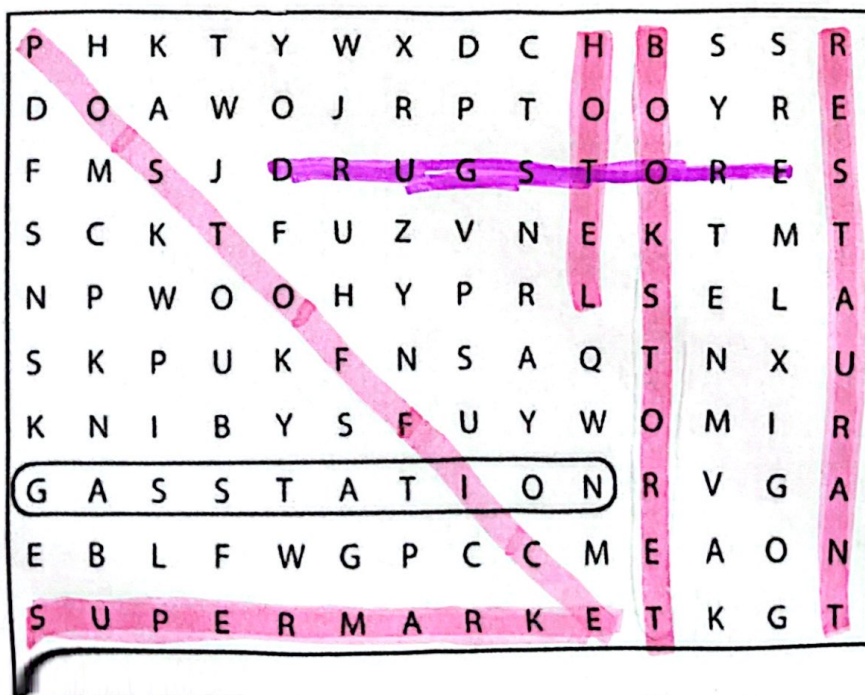 P H K T Y W X D C H B S S R
D O A W O J R P T O O Y R E
F M S J D R U G S T O R E S
S C K T F U Z V N E K T M T
N P W O O H Y P R L S E L A
S K P U K F N S A Q T N X U
K N I B Y S F U Y W O M I R
G A S S T A T I O N R V G A
E B L F W G P C C M E A O N
S U P E R M A R K E T K G T